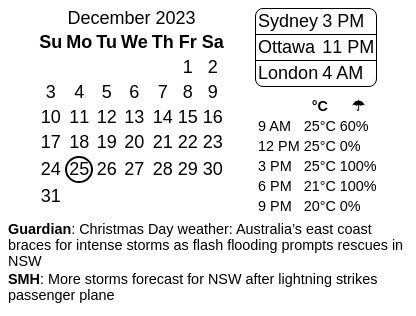 December 2023
Su Mo Tu We Th Fr Sa
1 2
3 4 5 6 7 8 9
10 11 12 13 14 15 16
17 18 19 20 21 22 23
24 25 26 27 28 29 30
31
Sydney 3 PM
Ottawa 11 PM
London 4 AM
°C ☂
9 AM 25°C 60%
12 PM 25°C 0%
3 PM 25°C 100%
6 PM 21°C 100%
9 PM 20°C 0%
Guardian: Christmas Day weather: Australia’s east coast
braces for intense storms as flash flooding prompts rescues in
NSW
SMH: More storms forecast for NSW after lightning strikes
passenger plane